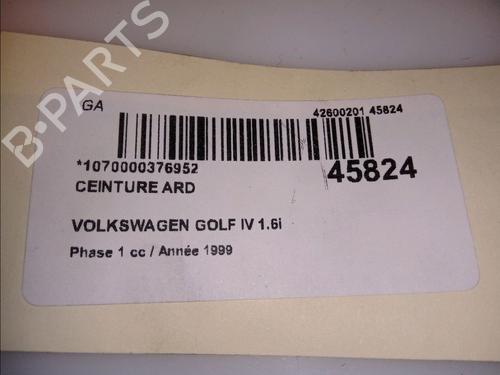 GA
42600201 45824
*1070000376952
45824
CEINTURE ARD
VOLKSWAGEN GOLF IV 1.6i
Phase 1 cc / Année 1999
B-PARTS